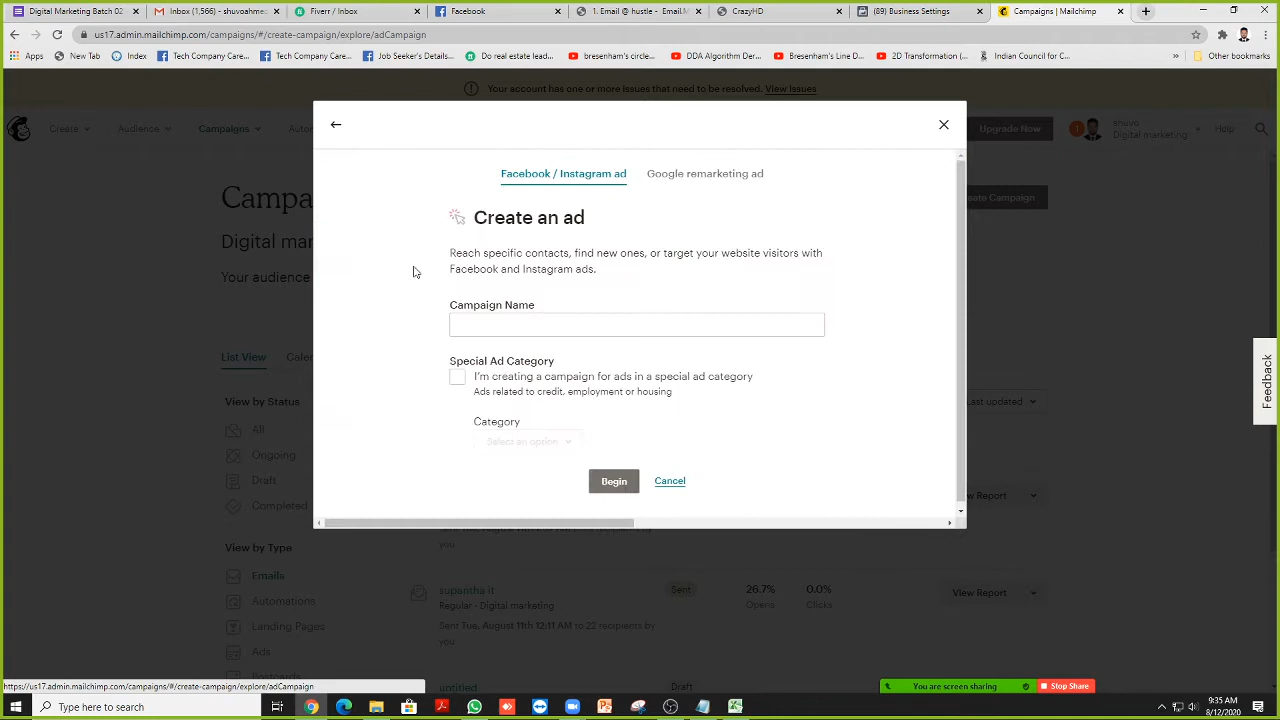 Digital Marketing Batch 02
Inbox (1,566) - shuvoahme
Fiverr / Inbox
Facebook
1. Email @ hustle - Email.M
CrazyHD
(89) Business Settings
Campaigns | Mailchimp
us17.admin.mailchimp.com/campaigns/#/create-campaign/explore/adCampaign
Apps
New Tab
Index
Tech Company Care...
Tech Company Care...
Job Seeker's Details...
Do real estate lead...
bresenham's circle...
DDA Algorithm Der...
Bresenham's Line D...
2D Transformation (...
Indian Council for C...
Other bookmarks
Your account has one or more issues that need to be resolved. View Issues
Create
Audience
Campaigns
Auto
Upgrade Now
shuvo
Digital marketing
Help
Campa
Create Campaign
Digital mar
Your audience
Facebook / Instagram ad
Google remarketing ad
Create an ad
Reach specific contacts, find new ones, or target your website visitors with
Facebook and Instagram ads.
Campaign Name
Special Ad Category
I'm creating a campaign for ads in a special ad category
Ads related to credit, employment or housing
Category
Select an option
Begin
Cancel
List View
Calen
Last updated
View by Status
All
Ongoing
Draft
Completed
View Report
View by Type
Emails
Automations
Landing Pages
Ads
Postcards
you
supantha it
Regular - Digital marketing
Sent Tue, August 11th 12:11 AM to 22 recipients by
you
Sent
26.7%
Opens
0.0%
Clicks
View Report
untitled
Draft
Feedback
https://us17.admin.mailchimp.com/campaigns/#/create-campaign/explore/adCampaign
You are screen sharing
Stop Share
Type here to search
9:35 AM
8/12/2020